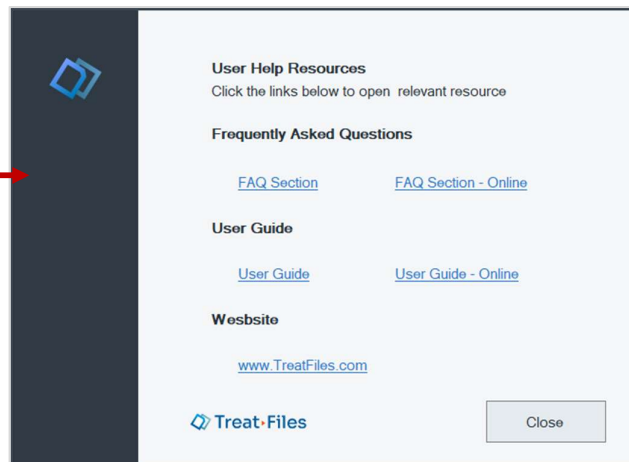 User Help Resources
Click the links below to open relevant resource
Frequently Asked Questions
FAQ Section    FAQ Section - Online
User Guide
User Guide    User Guide - Online
Wesbsite
www.TreatFiles.com
Treat▸Files    Close